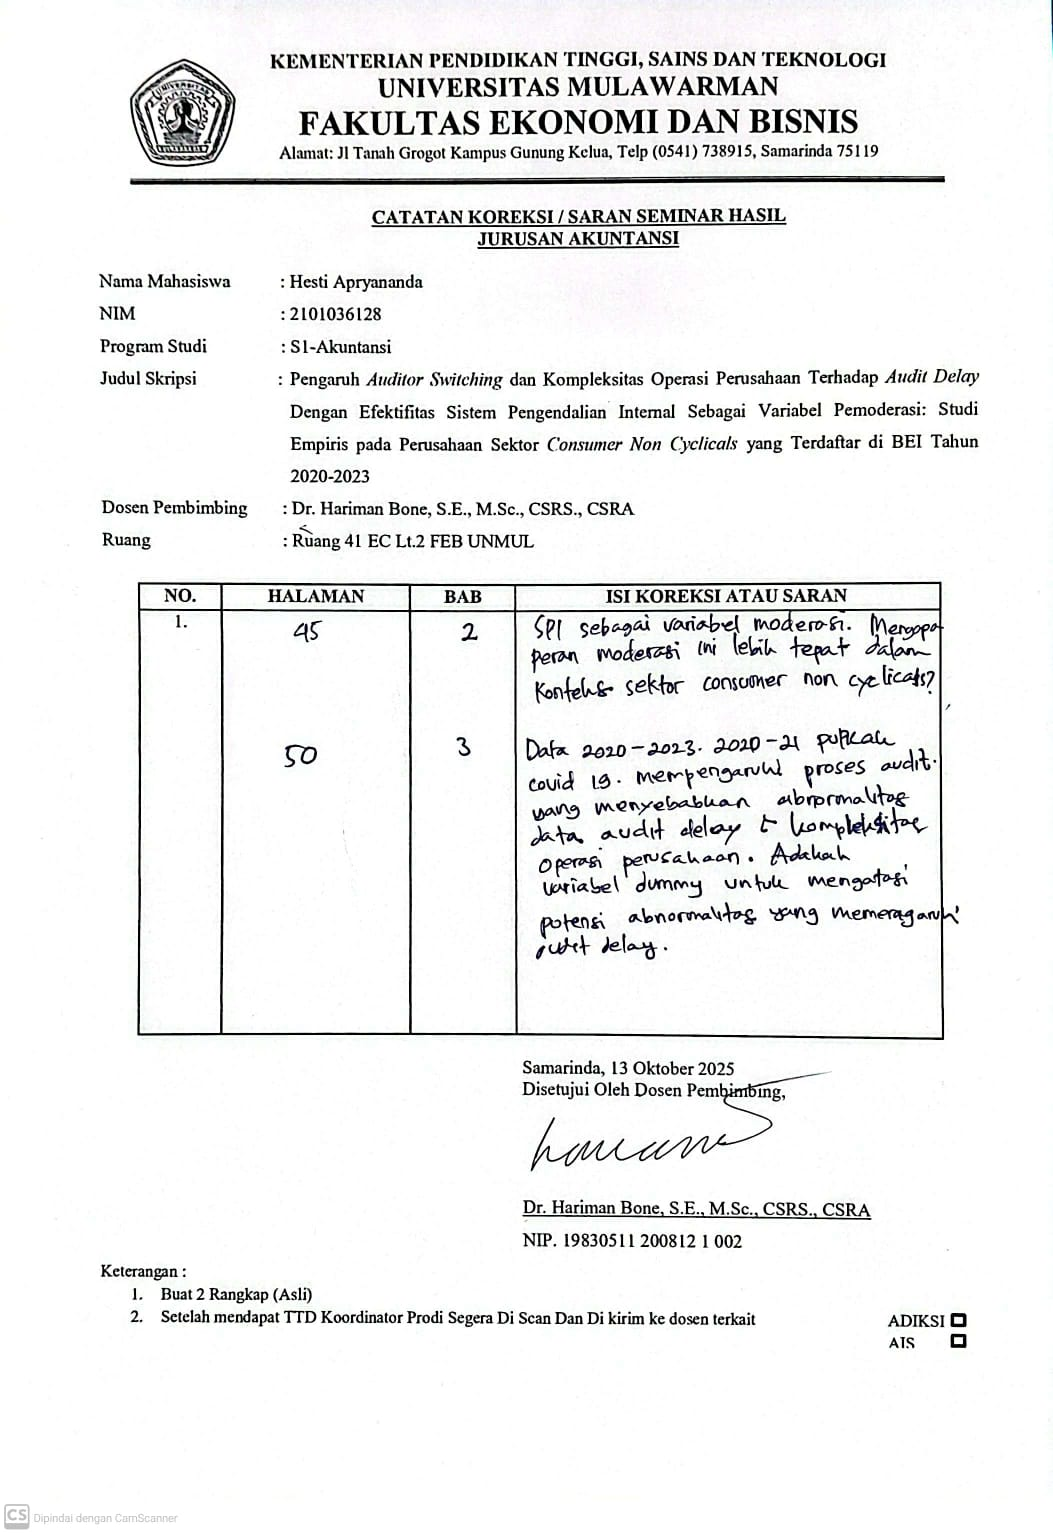 KEMENTERIAN PENDIDIKAN TINGGI, SAINS DAN TEKNOLOGI
UNIVERSITAS MULAWARMAN
FAKULTAS EKONOMI DAN BISNIS
Alamat: Jl Tanah Grogot Kampus Gunung Kelua, Telp (0541) 738915, Samarinda 75119
CATATAN KOREKSI / SARAN SEMINAR HASIL
JURUSAN AKUNTANSI
Nama Mahasiswa : Hesti Apryananda
NIM : 2101036128
Program Studi : S1-Akuntansi
Judul Skripsi : Pengaruh Auditor Switching dan Kompleksitas Operasi Perusahaan Terhadap Audit Delay
Dengan Efektifitas Sistem Pengendalian Internal Sebagai Variabel Pemoderasi: Studi
Empiris pada Perusahaan Sektor Consumer Non Cyclicals yang Terdaftar di BEI Tahun
2020-2023
Dosen Pembimbing : Dr. Hariman Bone, S.E., M.Sc., CSRS., CSRA
Ruang : Ruang 41 EC Lt.2 FEB UNMUL
NO. HALAMAN BAB ISI KOREKSI ATAU SARAN
1. 45 2 SPI sebagai variabel moderasi. Mengapa
peran moderasi ini lebih tepat dalam
konteks sektor consumer non cyclicals?
50 3 Data 2020-2023. 2020-21
covid 19. mempengaruhi proses audit.
yang menyebabkan abnormalitas
data audit delay & kompleksitas
operasi perusahaan. Adakah
variabel dummy untuk mengatasi
potensi abnormalitas yang memengaruhi
audit delay.
Samarinda, 13 Oktober 2025
Disetujui Oleh Dosen Pembimbing,
Dr. Hariman Bone, S.E., M.Sc., CSRS., CSRA
NIP. 19830511 200812 1 002
Keterangan :
1. Buat 2 Rangkap (Asli)
2. Setelah mendapat TTD Koordinator Prodi Segera Di Scan Dan Di kirim ke dosen terkait
ADIKSI
AIS
CS Dipindai dengan CamScanner